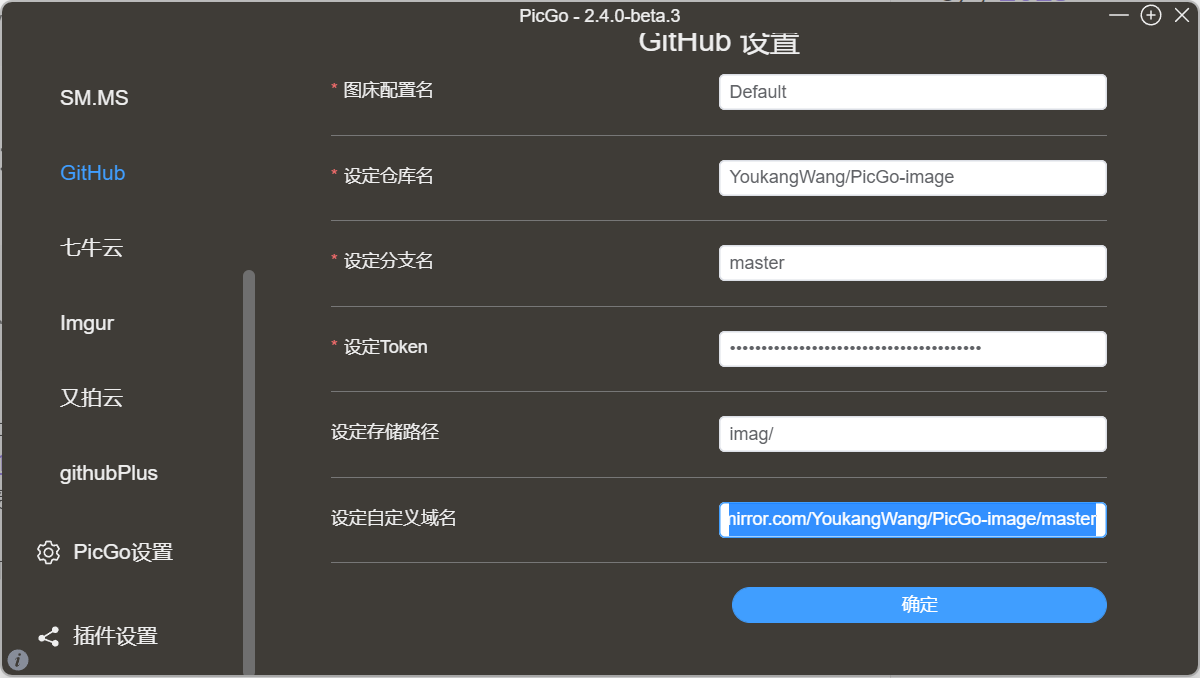 PicGo - 2.4.0-beta.3
GitHub 设置
SM.MS
GitHub
七牛云
Imgur
又拍云
githubPlus
PicGo设置
插件设置
* 图床配置名
Default
* 设定仓库名
YoukangWang/PicGo-image
* 设定分支名
master
* 设定Token
设定存储路径
imag/
设定自定义域名
mirror.com/YoukangWang/PicGo-image/master
确定